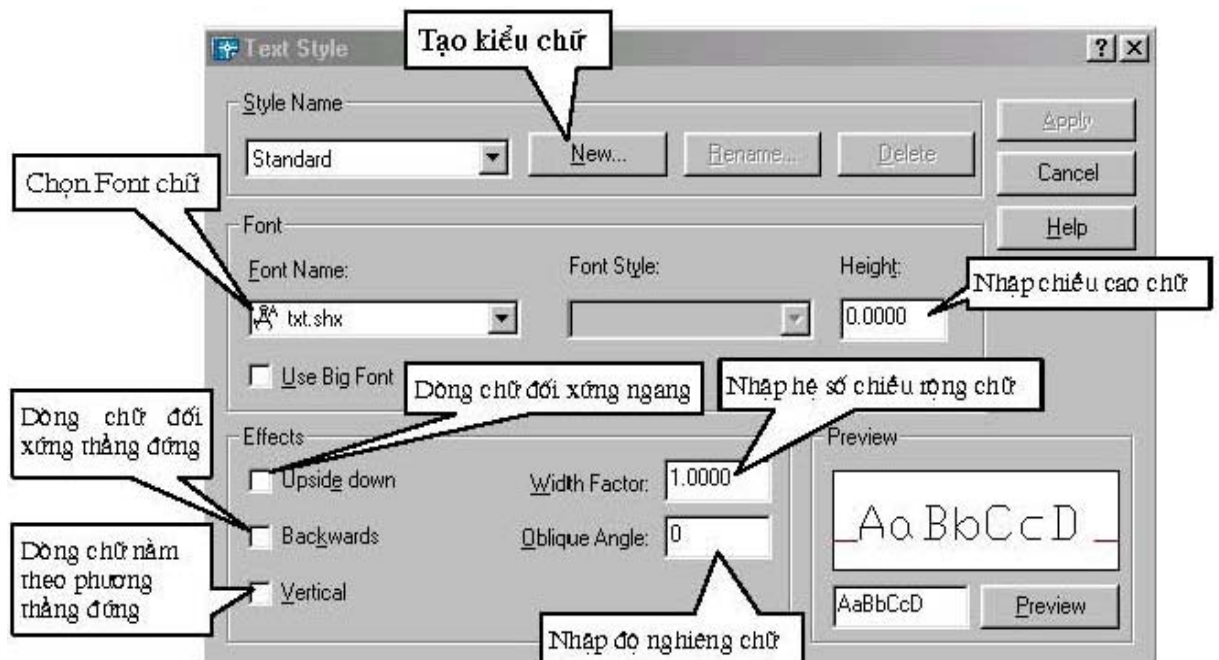 Text Style
Tạo kiểu chữ
Style Name
Standard
New...
Rename...
Delete
Apply
Cancel
Help
Chọn Font chữ
Font
Font Name:
Font Style:
Height:
txt.shx
0.0000
Nhập chiều cao chữ
Use Big Font
Dòng chữ đối xứng ngang
Nhập hệ số chiều rộng chữ
Dòng chữ đối
xứng thẳng đứng
Effects
Upside down
Width Factor:
1.0000
Backwards
Oblique Angle:
0
Dòng chữ nằm
theo phương
thẳng đứng
Vertical
Nhập độ nghiêng chữ
Preview
AaBbCcD
AaBbCcD
Preview